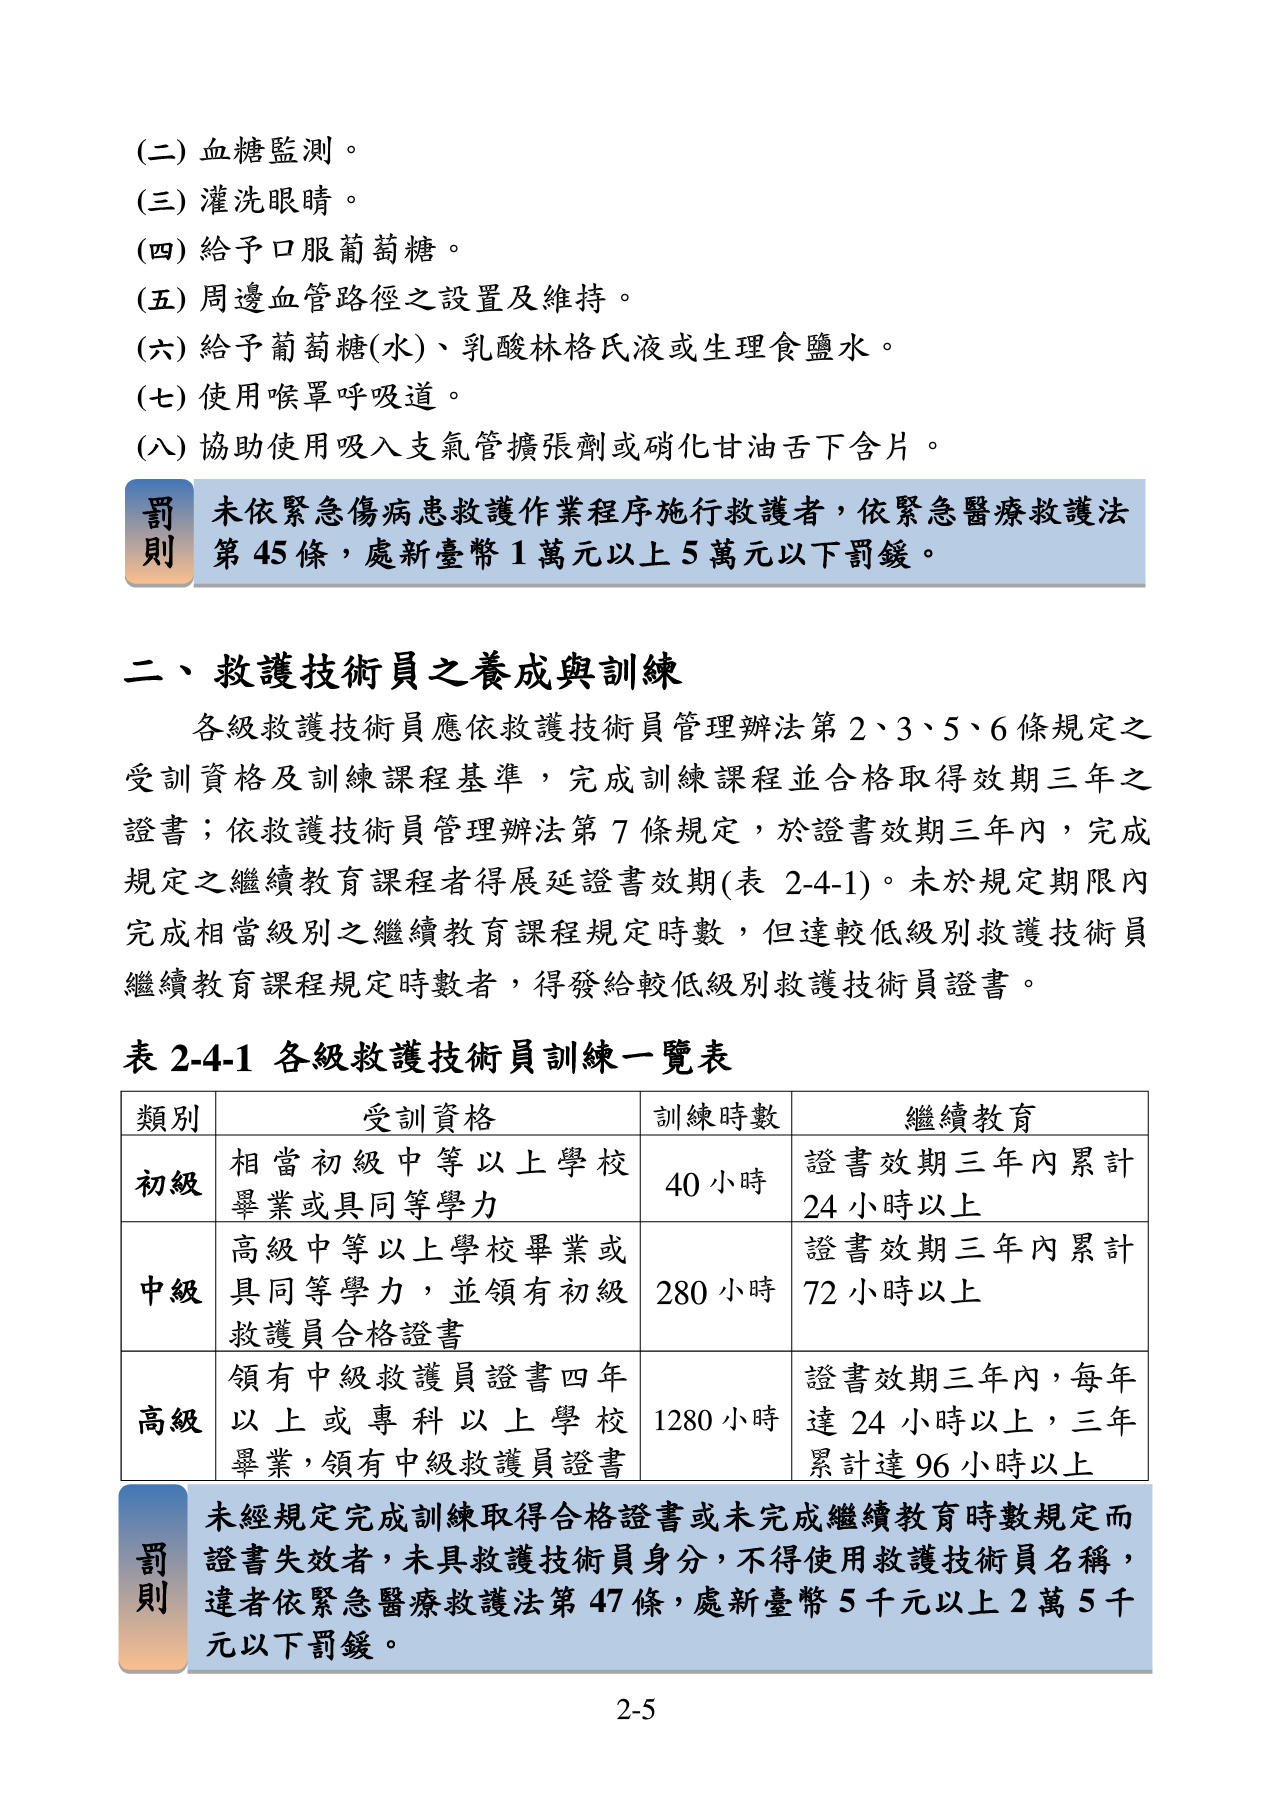 (二) 血糖監測。
(三) 灌洗眼睛。
(四) 給予口服葡萄糖。
(五) 周邊血管路徑之設置及維持。
(六) 給予葡萄糖(水)、乳酸林格氏液或生理食鹽水。
(七) 使用喉罩呼吸道。
(八) 協助使用吸入支氣管擴張劑或硝化甘油舌下含片。
罰則
未依緊急傷病患救護作業程序施行救護者，依緊急醫療救護法
第 45 條，處新臺幣 1 萬元以上 5 萬元以下罰鍰。
二、 救護技術員之養成與訓練
各級救護技術員應依救護技術員管理辦法第 2、3、5、6 條規定之
受訓資格及訓練課程基準，完成訓練課程並合格取得效期三年之
證書；依救護技術員管理辦法第 7 條規定，於證書效期三年內，完成
規定之繼續教育課程者得展延證書效期(表 2-4-1)。未於規定期限內
完成相當級別之繼續教育課程規定時數，但達較低級別救護技術員
繼續教育課程規定時數者，得發給較低級別救護技術員證書。
表 2-4-1 各級救護技術員訓練一覽表
類別 受訓資格 訓練時數 繼續教育
初級
相當初級中等以上學校
畢業或具同等學力
40 小時
證書效期三年內累計
24 小時以上
中級
高級中等以上學校畢業或
具同等學力，並領有初級
救護員合格證書
280 小時
證書效期三年內累計
72 小時以上
高級
領有中級救護員證書四年
以上或專科以上學校
畢業，領有中級救護員證書
1280 小時
證書效期三年內，每年
達 24 小時以上，三年
累計達 96 小時以上
罰則
未經規定完成訓練取得合格證書或未完成繼續教育時數規定而
證書失效者，未具救護技術員身分，不得使用救護技術員名稱，
違者依緊急醫療救護法第 47 條，處新臺幣 5 千元以上 2 萬 5 千
元以下罰鍰。
2-5